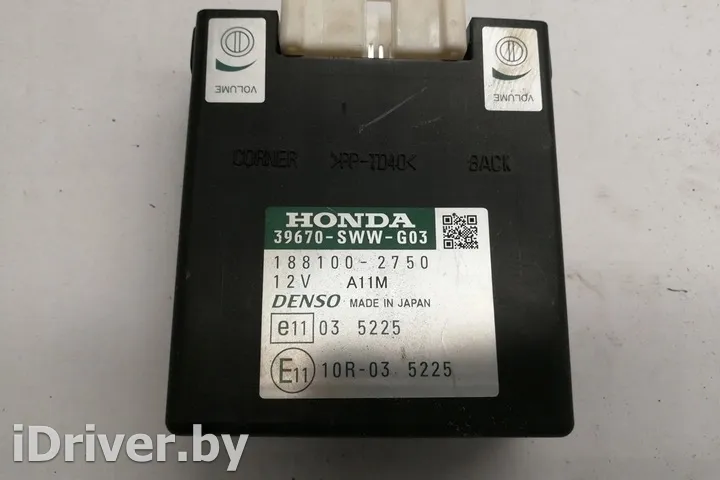 VOLUME
VOLUME
CORNER >PP-TD40< BACK
HONDA
39670-SWW-G03
188100-2750
12V A11M
DENSO MADE IN JAPAN
e11 03 5225
E11 10R-03 5225
iDriver.by